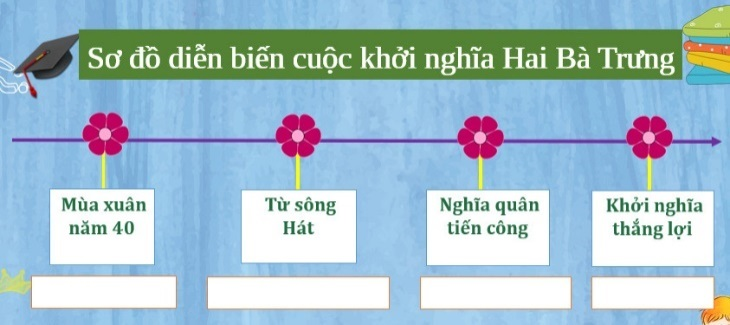 Sơ đồ diễn biến cuộc khởi nghĩa Hai Bà Trưng
Mùa xuân
năm 40
Từ sông
Hát
Nghĩa quân
tiến công
Khởi nghĩa
thắng lợi